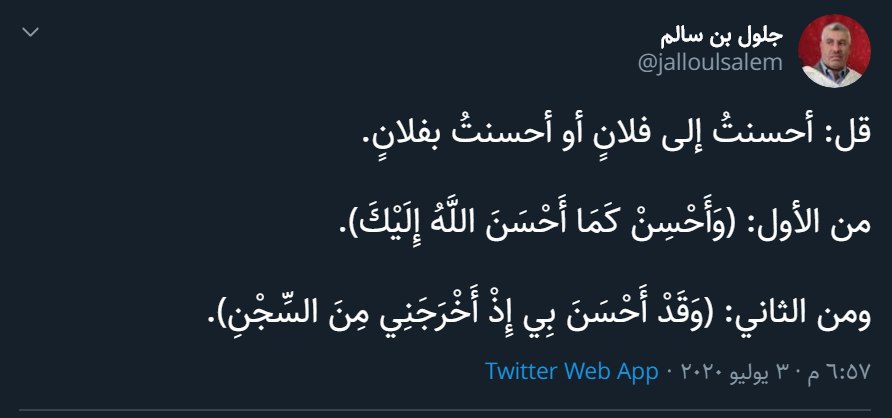 جلول بن سالم
@jalloulsalem
قل: أحسنتُ إلى فلانٍ أو أحسنتُ بفلانٍ.
من الأول: (وَأَحْسِنْ كَمَا أَحْسَنَ اللَّهُ إِلَيْكَ).
ومن الثاني: (وَقَدْ أَحْسَنَ بِي إِذْ أَخْرَجَنِي مِنَ السِّجْنِ).
٦:٥٧ م · ٣ يوليو ٢٠٢٠ · Twitter Web App